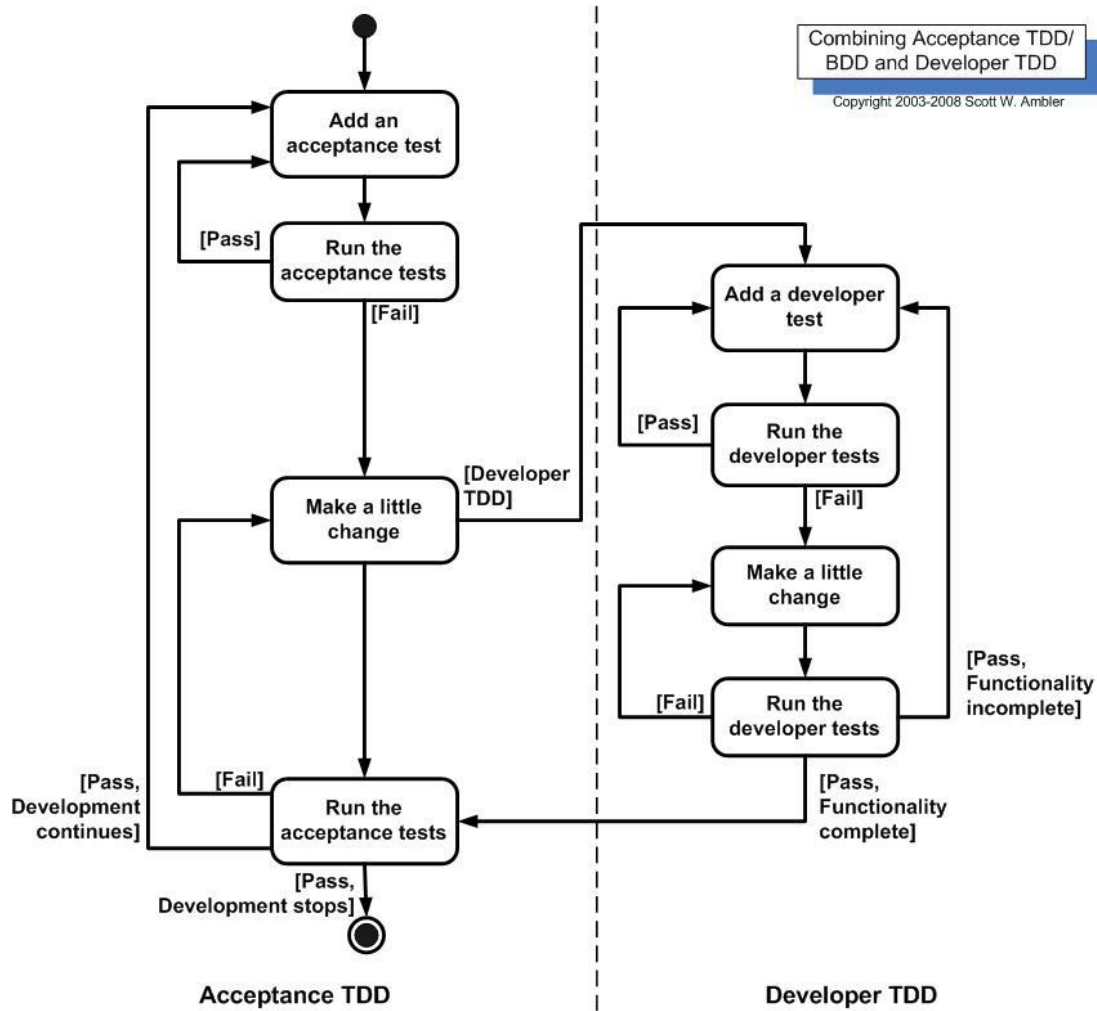 Combining Acceptance TDD/
BDD and Developer TDD
Copyright 2003-2008 Scott W. Ambler
Add an
acceptance test
[Pass]
Run the
acceptance tests
[Fail]
Make a little
change
[Developer
TDD]
[Fail]
[Pass,
Development
continues]
Run the
acceptance tests
[Pass,
Development stops]
Acceptance TDD
Add a developer
test
[Pass]
Run the
developer tests
[Fail]
Make a little
change
[Fail]
Run the
developer tests
[Pass,
Functionality
incomplete]
[Pass,
Functionality
complete]
Developer TDD